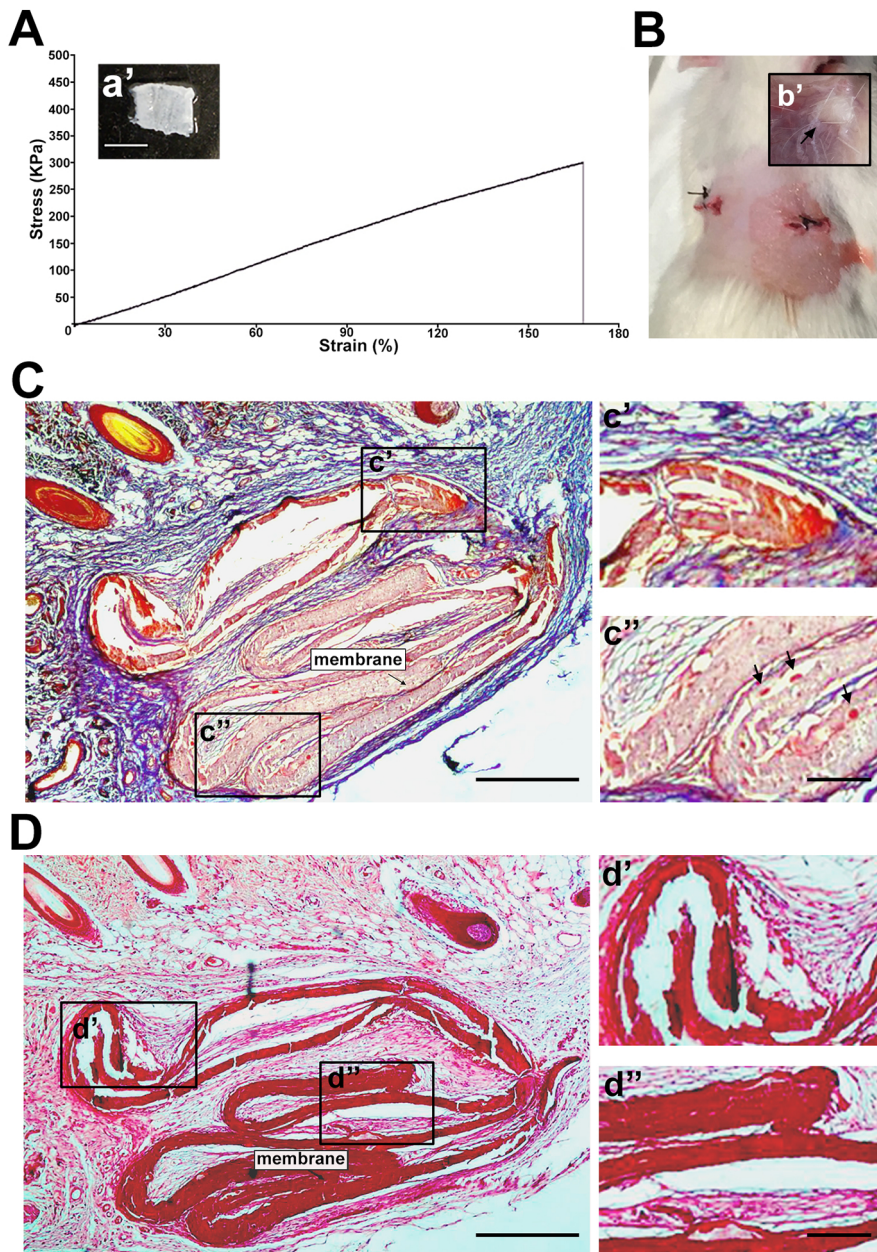 A
B
500
450
400
350
300
250
200
150
100
50
0
Stress (KPa)
a’
30
60
90
120
150
180
Strain (%)
b’
C
c’
membrane
c’’
c’
c’’
D
d’
d’’
membrane
d’
d’’